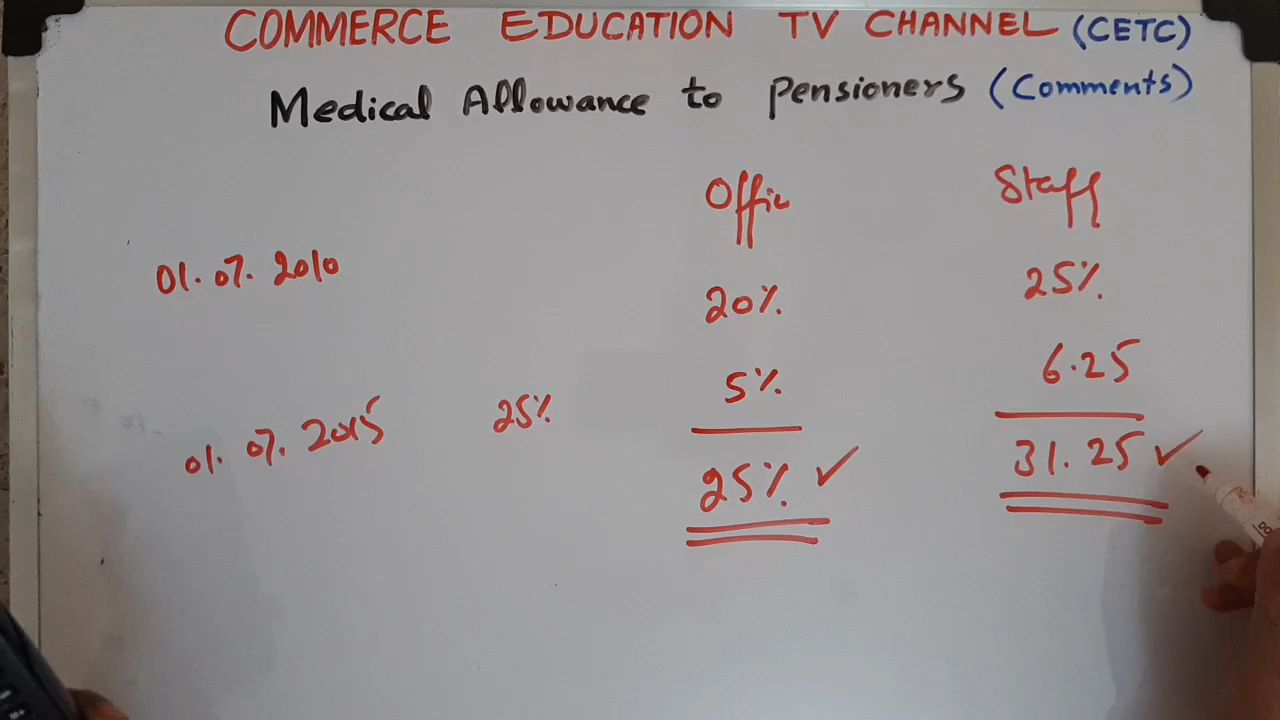 COMMERCE EDUCATION TV CHANNEL (CETC)
Medical Allowance to Pensioners (Comments)
Offic Staff
01.07.2010 20% 25%
5% 6.25
01.07.2015 25%
25% ✓ 31.25 ✓